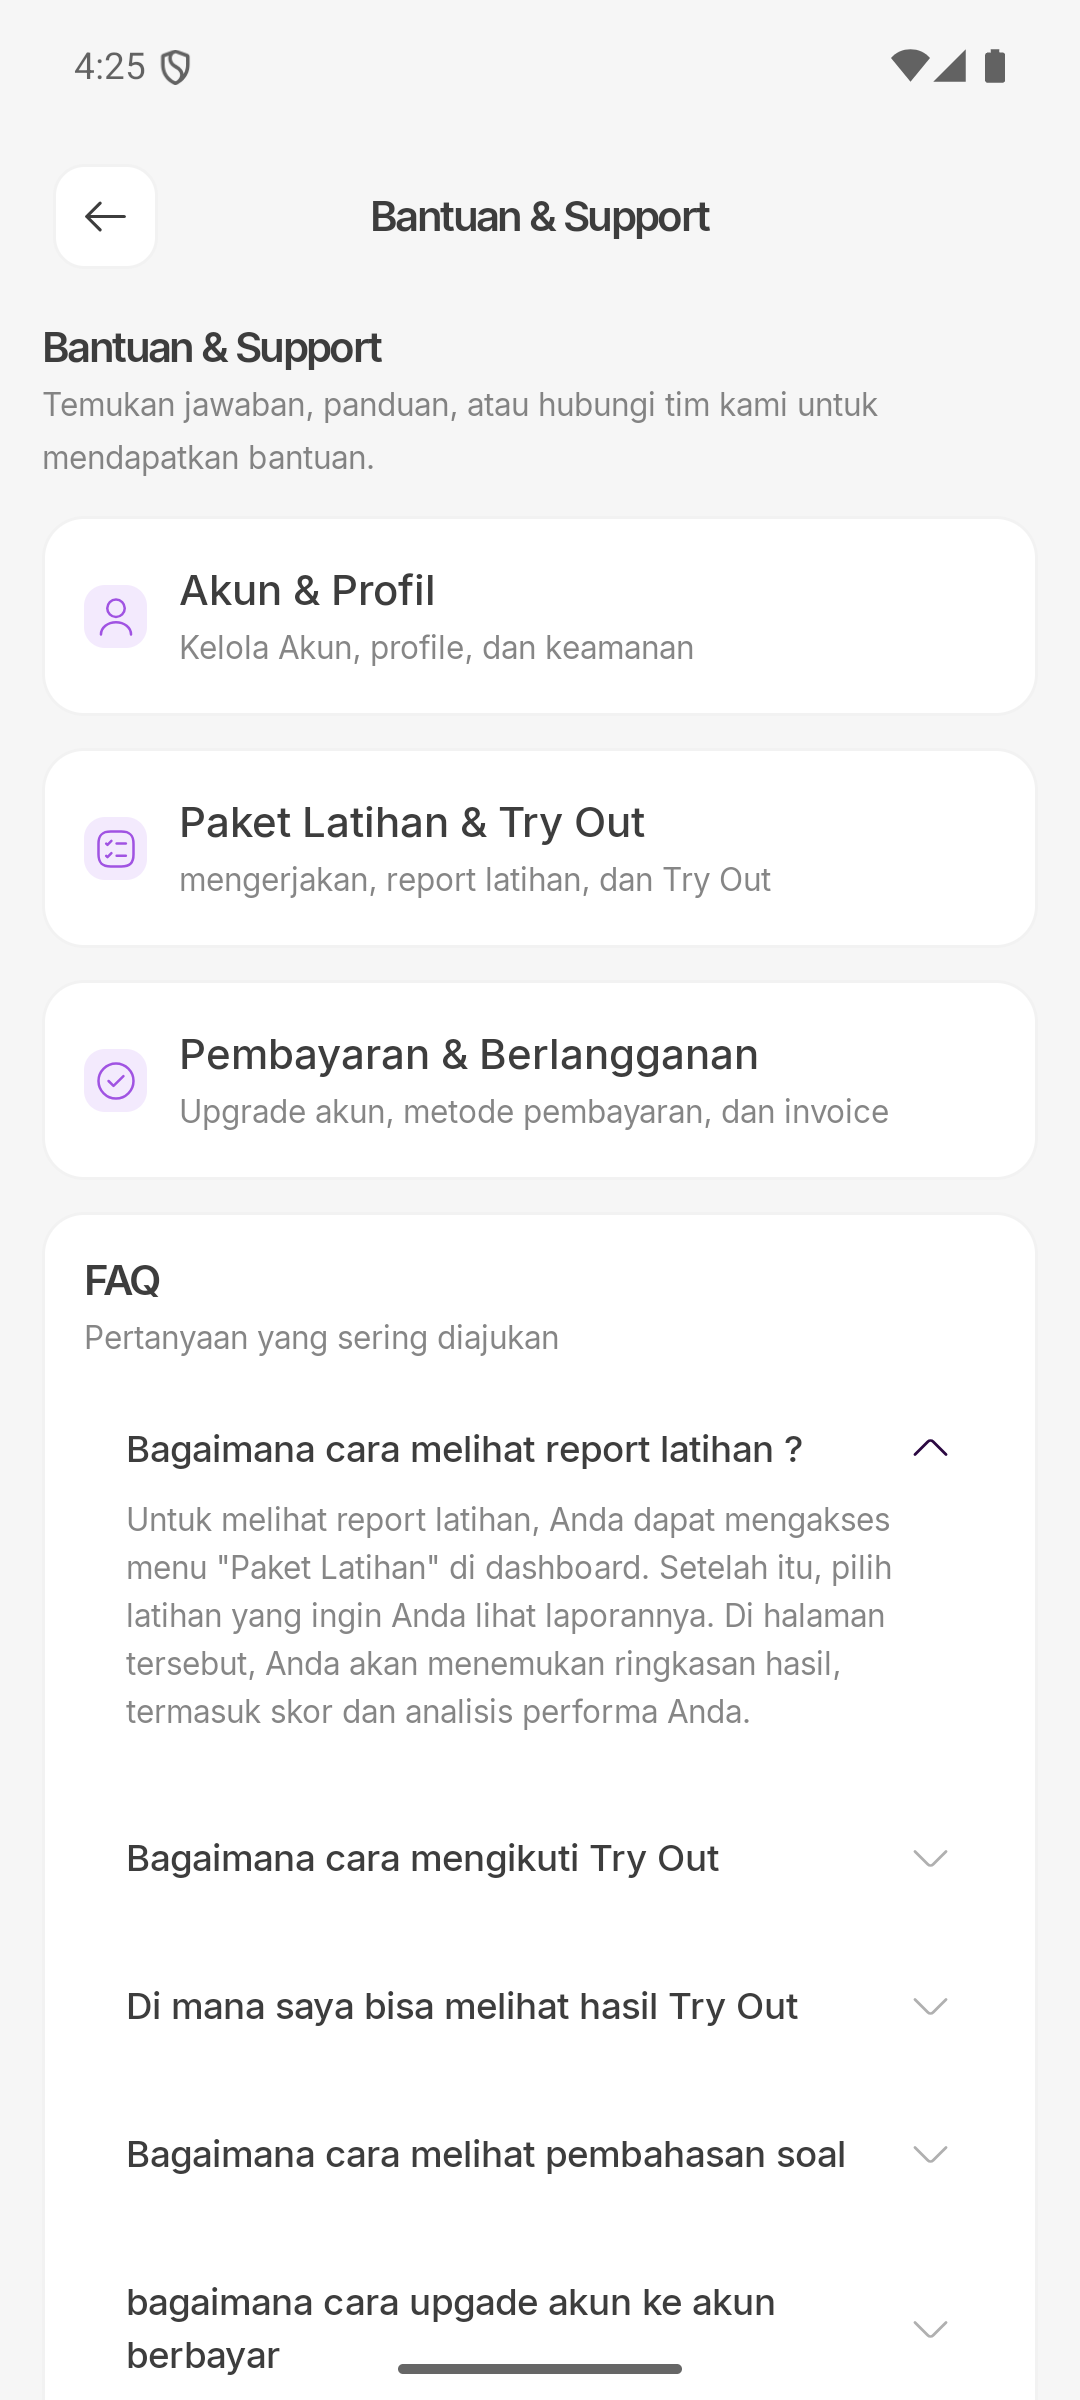 4:25
Bantuan & Support
Bantuan & Support
Temukan jawaban, panduan, atau hubungi tim kami untuk
mendapatkan bantuan.
Akun & Profil
Kelola Akun, profile, dan keamanan
Paket Latihan & Try Out
mengerjakan, report latihan, dan Try Out
Pembayaran & Berlangganan
Upgrade akun, metode pembayaran, dan invoice
FAQ
Pertanyaan yang sering diajukan
Bagaimana cara melihat report latihan ?
Untuk melihat report latihan, Anda dapat mengakses
menu "Paket Latihan" di dashboard. Setelah itu, pilih
latihan yang ingin Anda lihat laporannya. Di halaman
tersebut, Anda akan menemukan ringkasan hasil,
termasuk skor dan analisis performa Anda.
Bagaimana cara mengikuti Try Out
Di mana saya bisa melihat hasil Try Out
Bagaimana cara melihat pembahasan soal
bagaimana cara upgade akun ke akun
berbayar